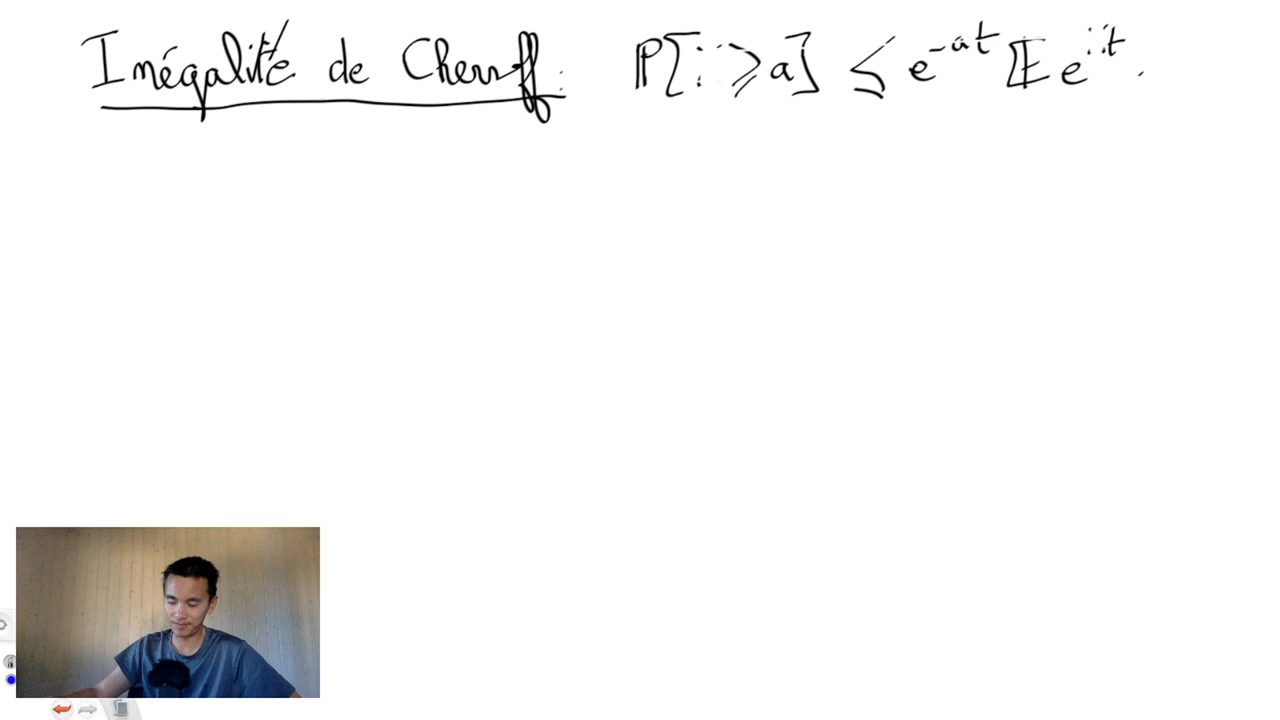 Inégalité de Chernoff: ℙ[⋮ ≥ a] ≤ e^{-at} 𝔼 e^{⋮t}.